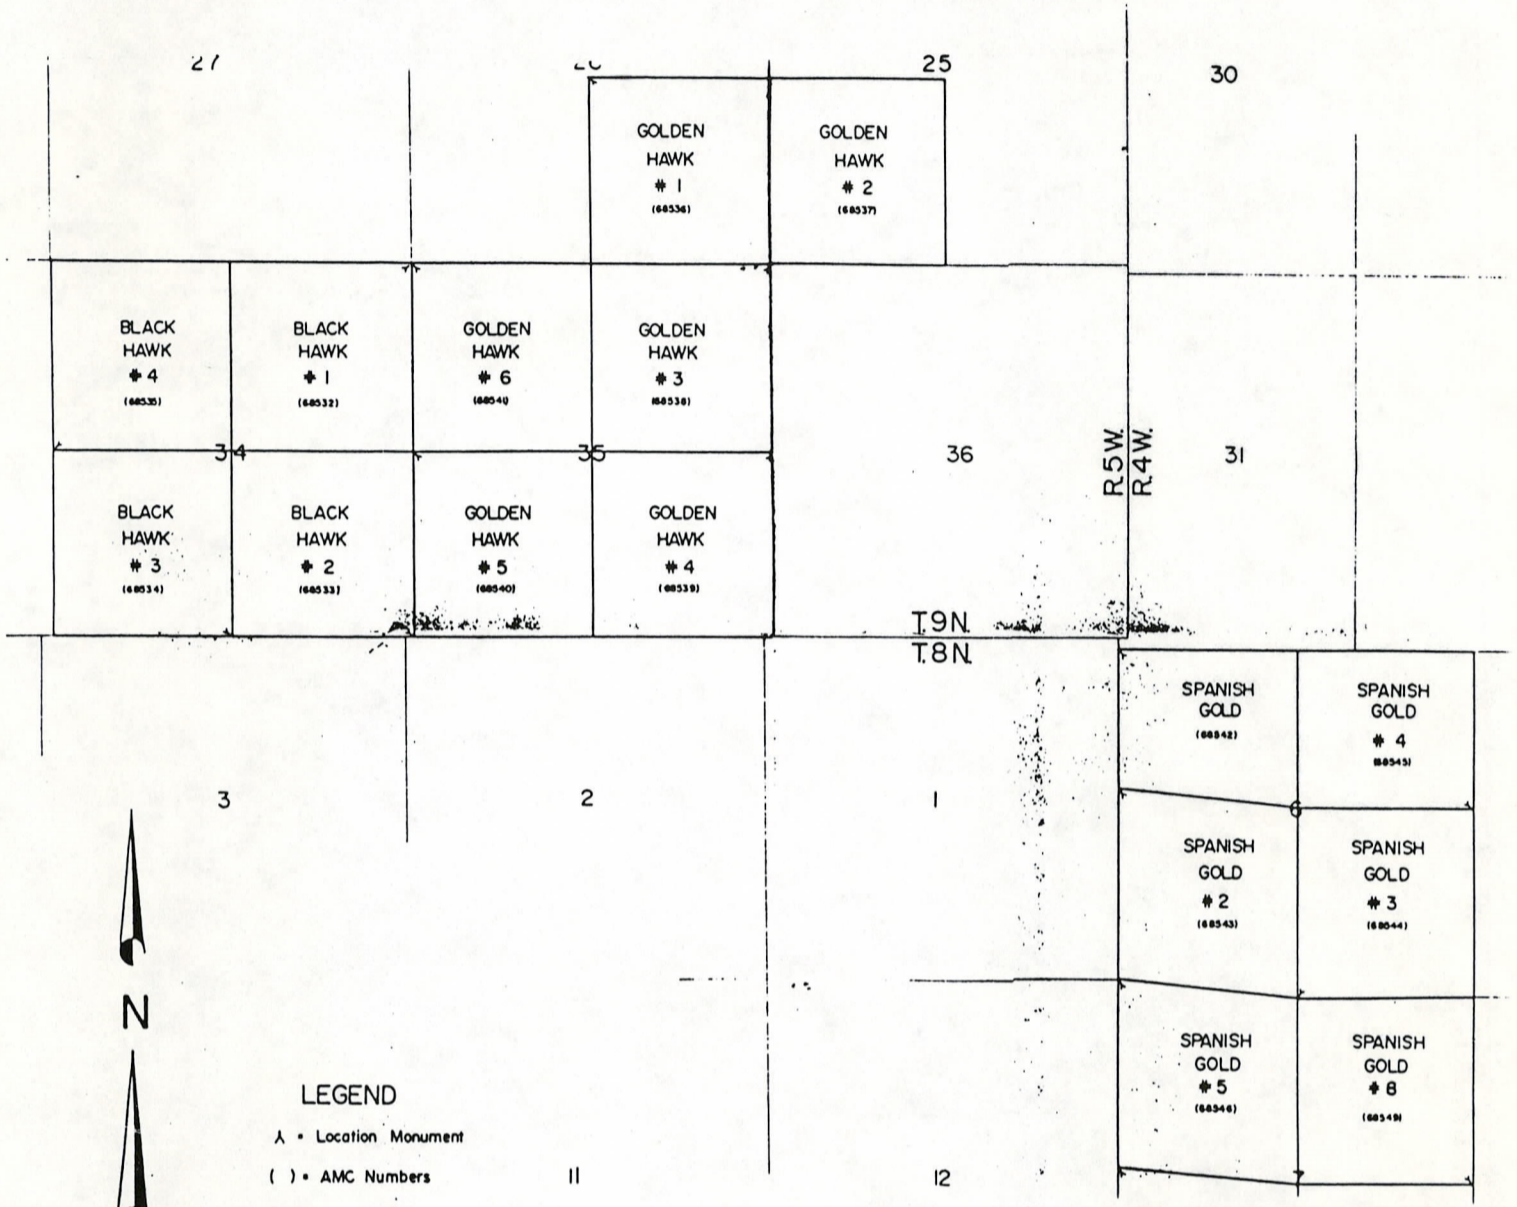 27
25
30
GOLDEN
HAWK
# 1
(68536)
GOLDEN
HAWK
# 2
(68537)
BLACK
HAWK
# 4
(68535)
BLACK
HAWK
# 1
(68532)
GOLDEN
HAWK
# 6
(68541)
GOLDEN
HAWK
# 3
(68538)
34
35
36
R.5W.
R.4W.
31
BLACK
HAWK
# 3
(68534)
BLACK
HAWK
# 2
(68533)
GOLDEN
HAWK
# 5
(68540)
GOLDEN
HAWK
# 4
(68539)
T.9N.
T.8N.
SPANISH
GOLD
(68542)
SPANISH
GOLD
# 4
(68545)
3
2
1
6
SPANISH
GOLD
# 2
(68543)
SPANISH
GOLD
# 3
(68544)
N
SPANISH
GOLD
# 5
(68546)
SPANISH
GOLD
# 8
(68549)
LEGEND
= Location Monument
( ) = AMC Numbers
11
12
7